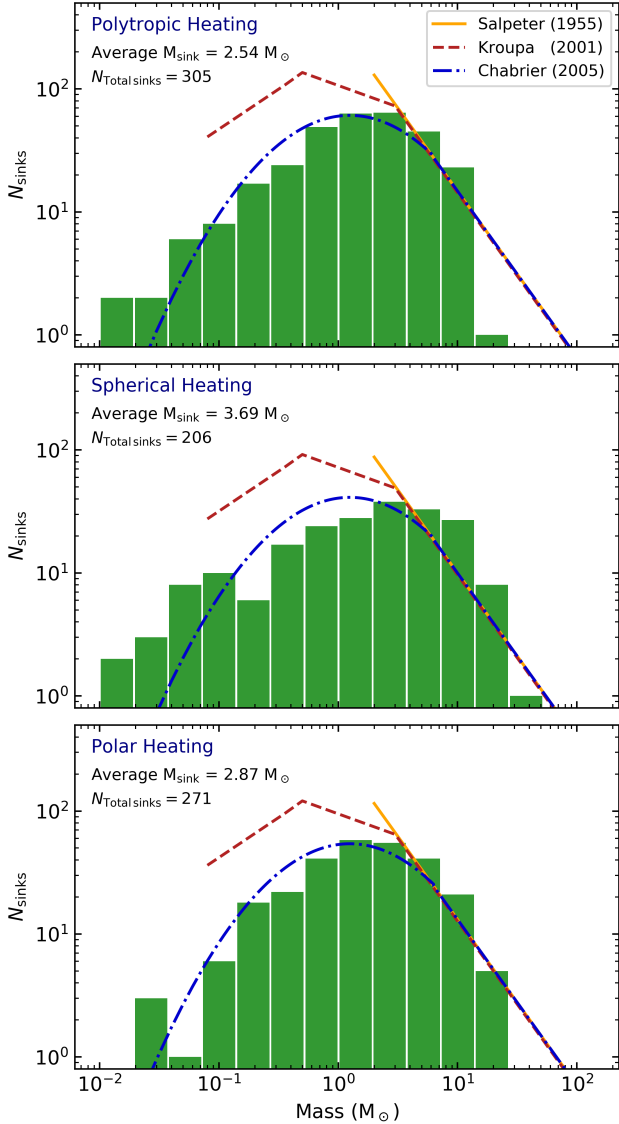 Polytropic Heating
Average M_sink = 2.54 M_⊙
N_Total sinks = 305
Salpeter (1955)
Kroupa (2001)
Chabrier (2005)
10^2
10^1
10^0
N_sinks
Spherical Heating
Average M_sink = 3.69 M_⊙
N_Total sinks = 206
10^2
10^1
10^0
N_sinks
Polar Heating
Average M_sink = 2.87 M_⊙
N_Total sinks = 271
10^2
10^1
10^0
N_sinks
10^−2 10^−1 10^0 10^1 10^2
Mass (M_⊙)